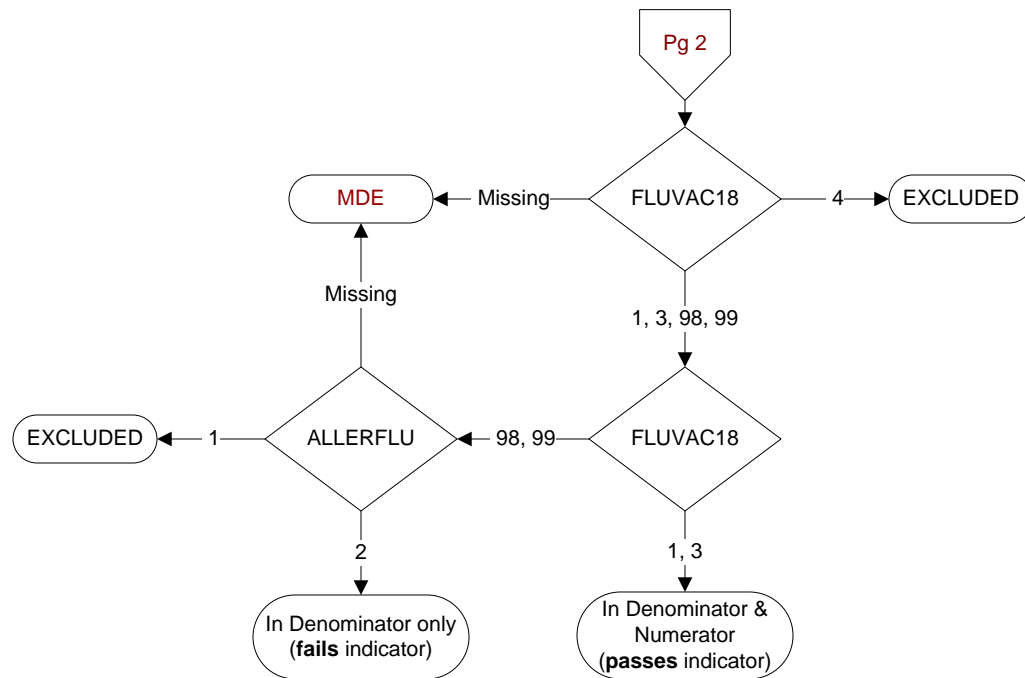 Pg 2
MDE
Missing
FLUVAC18
4
EXCLUDED
Missing
1, 3, 98, 99
EXCLUDED
1
ALLERFLU
98, 99
FLUVAC18
2
1, 3
In Denominator only
(fails indicator)
In Denominator &
Numerator
(passes indicator)